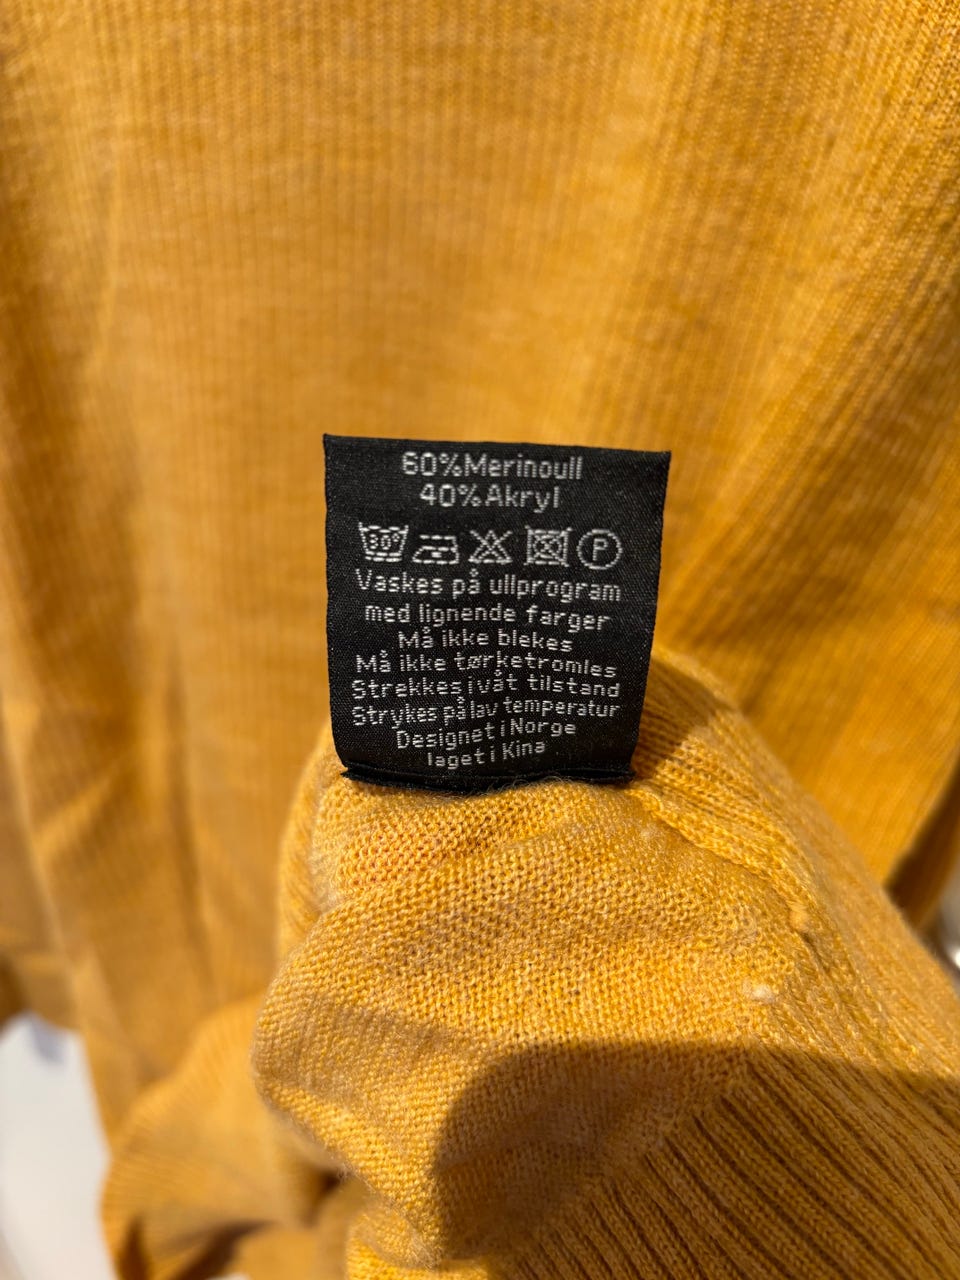 60%Merinoull
40%Akryl
30°
P
Vaskes på ullprogram
med lignende farger
Må ikke blekes
Må ikke tørketromles
Strekkes i våt tilstand
Strykes på lav temperatur
Designet i Norge
laget i Kina